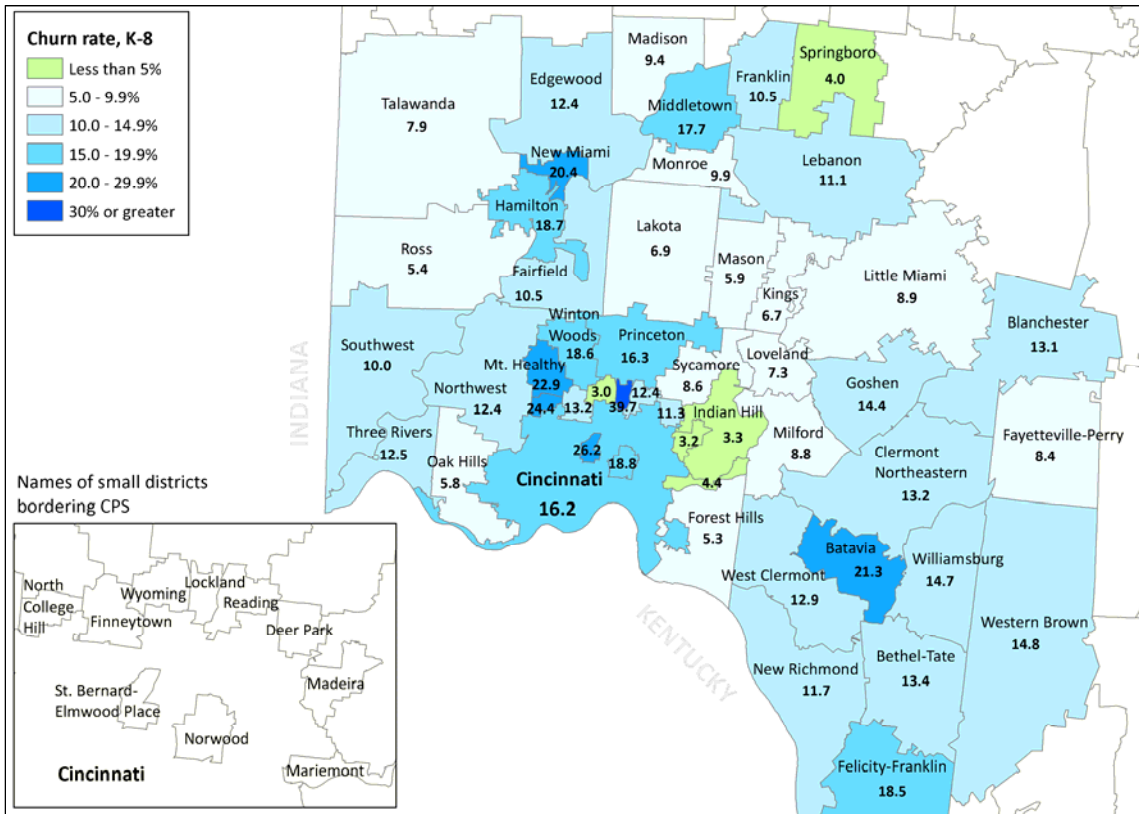 Churn rate, K-8
Less than 5%
5.0 - 9.9%
10.0 - 14.9%
15.0 - 19.9%
20.0 - 29.9%
30% or greater
Talawanda
7.9
Edgewood
12.4
Madison
9.4
Middletown
17.7
Franklin
10.5
Springboro
4.0
New Miami
20.4
Monroe
9.9
Lebanon
11.1
Hamilton
18.7
Ross
5.4
Fairfield
10.5
Lakota
6.9
Mason
5.9
Kings
6.7
Little Miami
8.9
Blanchester
13.1
INDIANA
Southwest
10.0
Northwest
12.4
Mt. Healthy
22.9
24.4
Winton
Woods
18.6
Princeton
16.3
Sycamore
8.6
Loveland
7.3
Goshen
14.4
3.0
13.2
39.7
12.4
11.3
Indian Hill
3.3
3.2
4.4
Milford
8.8
Fayetteville-Perry
8.4
Three Rivers
12.5
Oak Hills
5.8
26.2
18.8
Cincinnati
16.2
Clermont
Northeastern
13.2
Forest Hills
5.3
Batavia
21.3
Williamsburg
14.7
West Clermont
12.9
Western Brown
14.8
KENTUCKY
New Richmond
11.7
Bethel-Tate
13.4
Felicity-Franklin
18.5
Names of small districts
bordering CPS
North
College
Hill
Finneytown
Wyoming
Lockland
Reading
Deer Park
Madeira
St. Bernard-
Elmwood Place
Norwood
Mariemont
Cincinnati